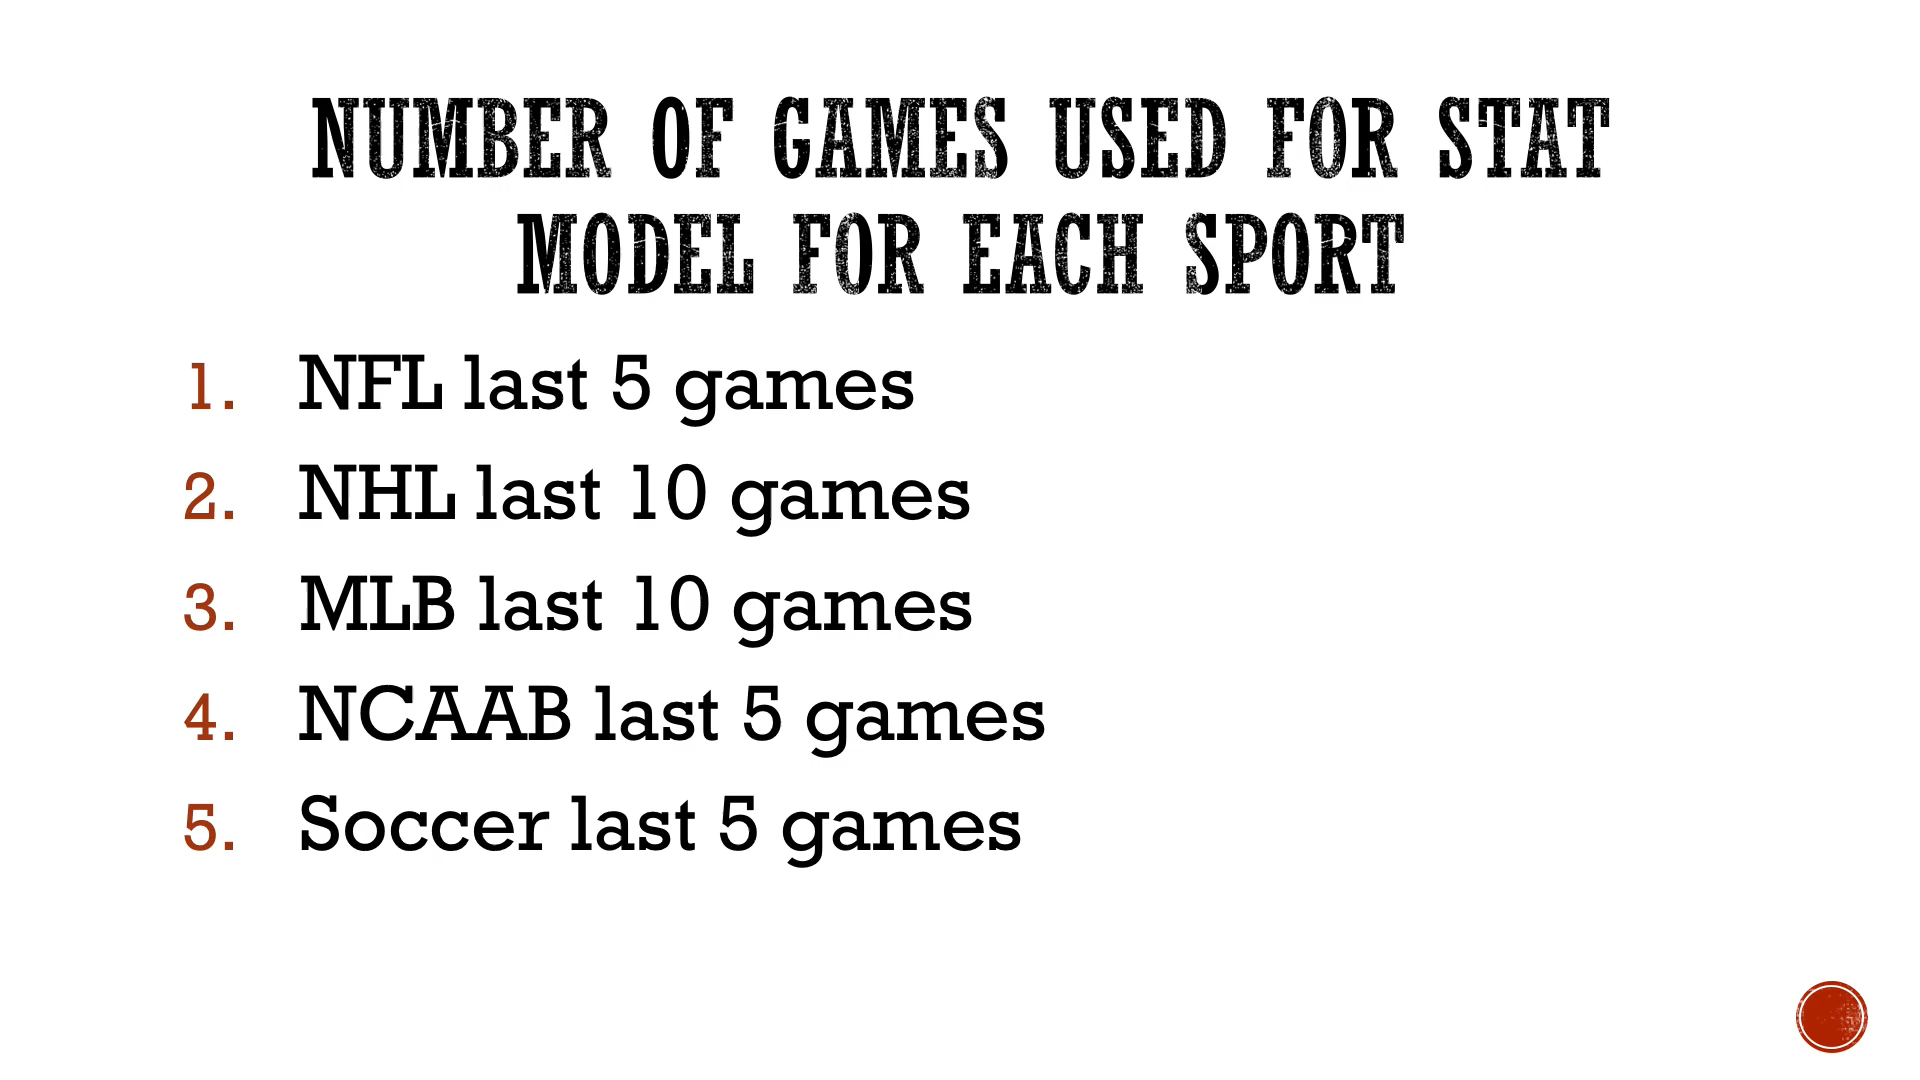 NUMBER OF GAMES USED FOR STAT
MODEL FOR EACH SPORT
1. NFL last 5 games
2. NHL last 10 games
3. MLB last 10 games
4. NCAAB last 5 games
5. Soccer last 5 games